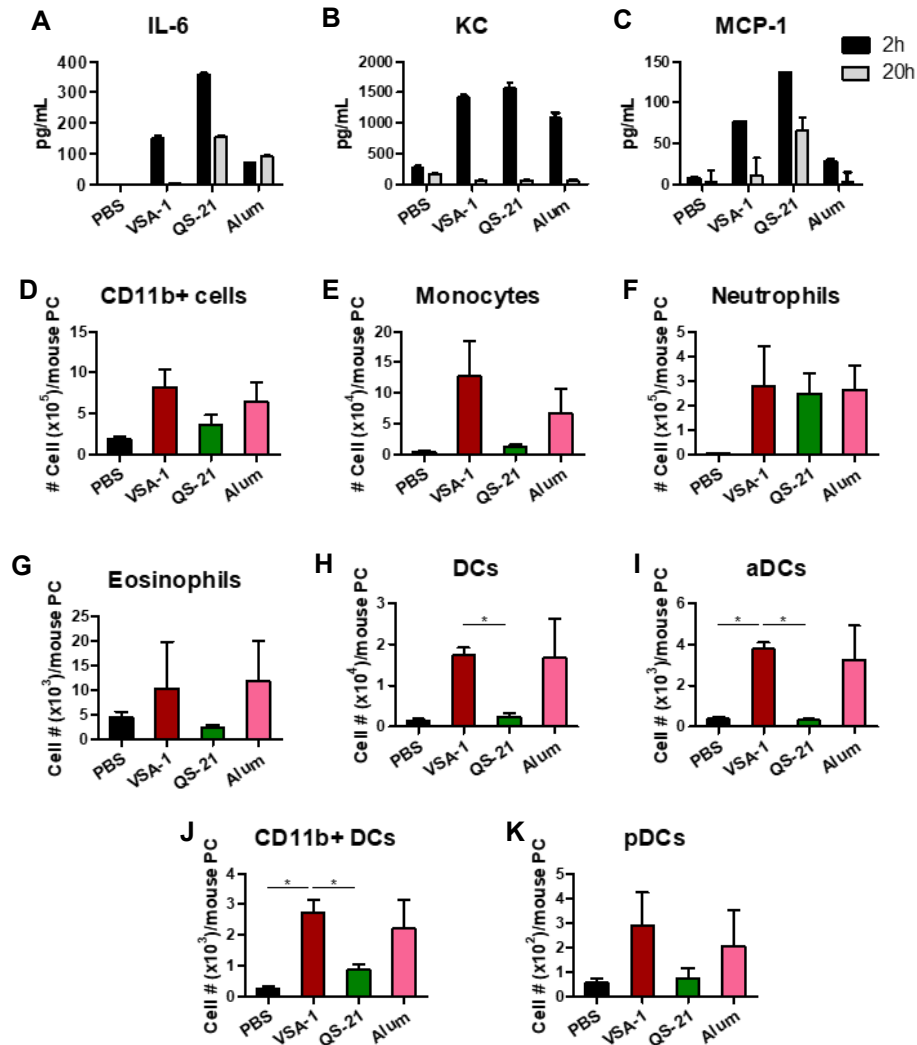 A IL-6
pg/mL
400
300
200
100
0
PBS VSA-1 QS-21 Alum
B KC
pg/mL
2000
1500
1000
500
0
PBS VSA-1 QS-21 Alum
C MCP-1
pg/mL
150
100
50
0
PBS VSA-1 QS-21 Alum
2h
20h
D CD11b+ cells
# Cell (x10⁵)/mouse PC
15
10
5
0
PBS VSA-1 QS-21 Alum
E Monocytes
# Cell (x10⁴)/mouse PC
20
15
10
5
0
PBS VSA-1 QS-21 Alum
F Neutrophils
# Cell (x10⁵)/mouse PC
5
4
3
2
1
0
PBS VSA-1 QS-21 Alum
G Eosinophils
Cell # (x10³)/mouse PC
25
20
15
10
5
0
PBS VSA-1 QS-21 Alum
H DCs
Cell # (x10⁴)/mouse PC
3
2
1
0
*
PBS VSA-1 QS-21 Alum
I aDCs
Cell # (x10³)/mouse PC
6
4
2
0
* *
PBS VSA-1 QS-21 Alum
J CD11b+ DCs
Cell # (x10³)/mouse PC
4
3
2
1
0
* *
PBS VSA-1 QS-21 Alum
K pDCs
Cell # (x10²)/mouse PC
5
4
3
2
1
0
PBS VSA-1 QS-21 Alum